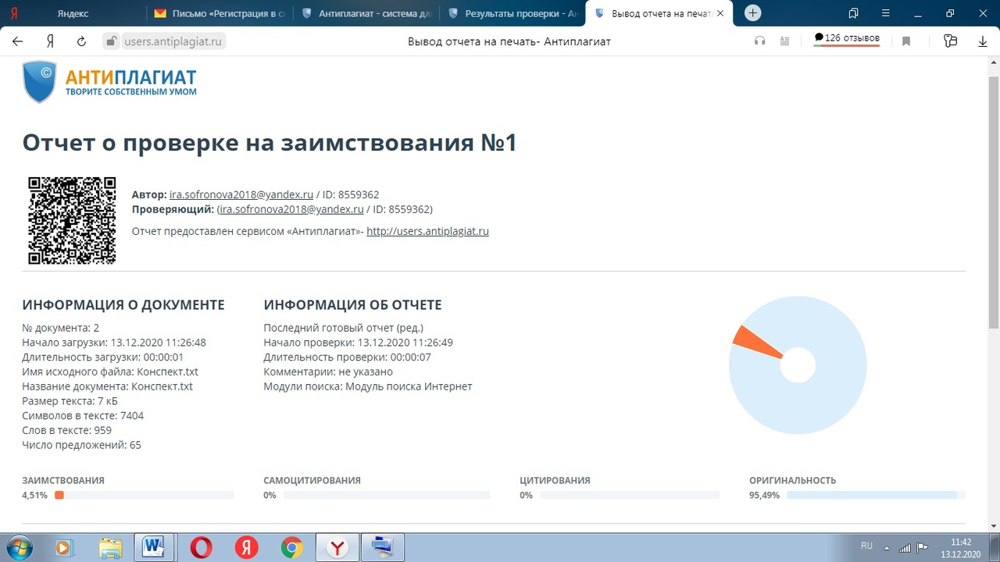 Яндекс
Письмо «Регистрация в си
Антиплагиат - система для
Результаты проверки - Ан
Вывод отчета на печать
users.antiplagiat.ru
Вывод отчета на печать- Антиплагиат
126 отзывов
АНТИПЛАГИАТ
ТВОРИТЕ СОБСТВЕННЫМ УМОМ
Отчет о проверке на заимствования №1
Автор: ira.sofronova2018@yandex.ru / ID: 8559362
Проверяющий: (ira.sofronova2018@yandex.ru / ID: 8559362)
Отчет предоставлен сервисом «Антиплагиат»- http://users.antiplagiat.ru
ИНФОРМАЦИЯ О ДОКУМЕНТЕ
№ документа: 2
Начало загрузки: 13.12.2020 11:26:48
Длительность загрузки: 00:00:01
Имя исходного файла: Конспект.txt
Название документа: Конспект.txt
Размер текста: 7 кБ
Символов в тексте: 7404
Слов в тексте: 959
Число предложений: 65
ИНФОРМАЦИЯ ОБ ОТЧЕТЕ
Последний готовый отчет (ред.)
Начало проверки: 13.12.2020 11:26:49
Длительность проверки: 00:00:07
Комментарии: не указано
Модули поиска: Модуль поиска Интернет
ЗАИМСТВОВАНИЯ
4,51%
САМОЦИТИРОВАНИЯ
0%
ЦИТИРОВАНИЯ
0%
ОРИГИНАЛЬНОСТЬ
95,49%
RU
11:42
13.12.2020